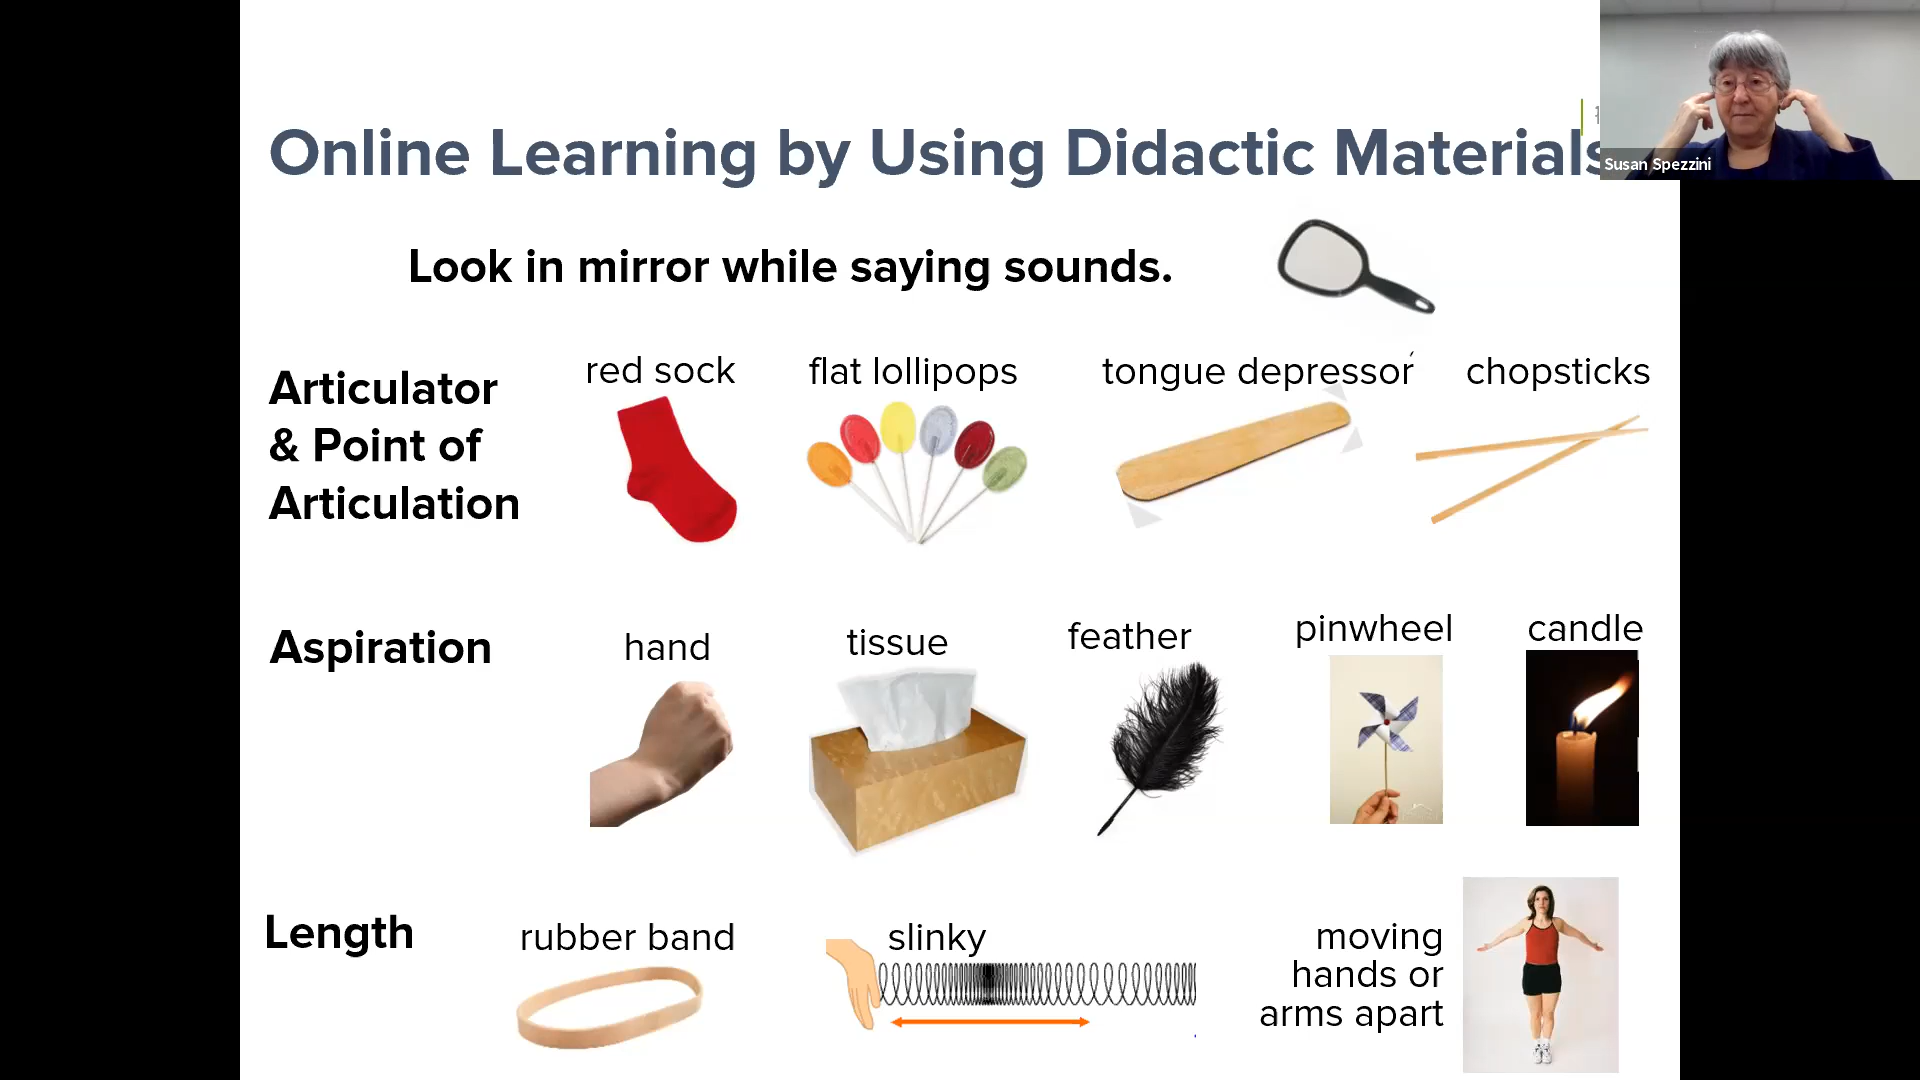 Online Learning by Using Didactic Materials
Susan Spezzini
Look in mirror while saying sounds.
Articulator
& Point of
Articulation
red sock
flat lollipops
tongue depressor
chopsticks
Aspiration
hand
tissue
feather
pinwheel
candle
Length
rubber band
slinky
moving
hands or
arms apart